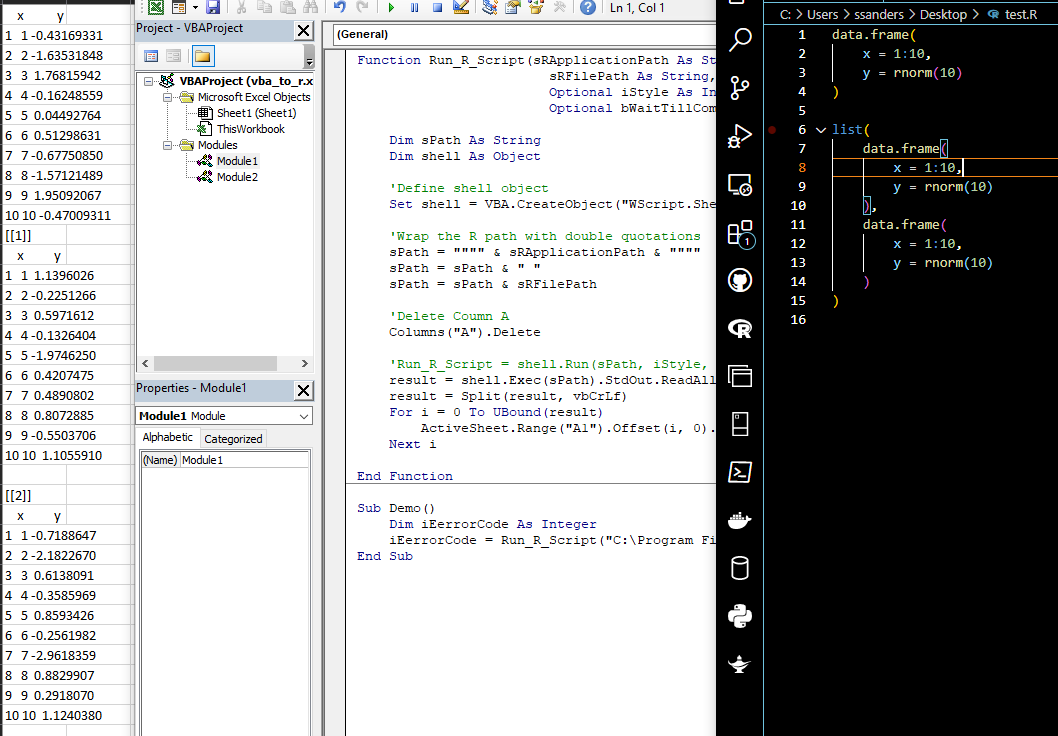 x y
1 1 -0.43169331
2 2 -1.63531848
3 3 1.76815942
4 4 -0.16248559
5 5 0.04492764
6 6 0.51298631
7 7 -0.67750850
8 8 -1.57121489
9 9 1.95092067
10 10 -0.47009311
[[1]]
x y
1 1 1.1396026
2 2 -0.2251266
3 3 0.5971612
4 4 -0.1326404
5 5 -1.9746250
6 6 0.4207475
7 7 0.4890802
8 8 0.8072885
9 9 -0.5503706
10 10 1.1055910
[[2]]
x y
1 1 -0.7188647
2 2 -2.1822670
3 3 0.6138091
4 4 -0.3585969
5 5 0.8593426
6 6 -0.2561982
7 7 -2.9618359
8 8 0.8829907
9 9 0.2918070
10 10 1.1240380
Ln 1, Col 1
Project - VBAProject
VBAProject (vba_to_r.x
Microsoft Excel Objects
Sheet1 (Sheet1)
ThisWorkbook
Modules
Module1
Module2
Properties - Module1
Module1 Module
Alphabetic Categorized
(Name) Module1
(General)
Function Run_R_Script(sRApplicationPath As St
sRFilePath As String,
Optional iStyle As In
Optional bWaitTillCom
Dim sPath As String
Dim shell As Object
'Define shell object
Set shell = VBA.CreateObject("WScript.She
'Wrap the R path with double quotations
sPath = """" & sRApplicationPath & """"
sPath = sPath & " "
sPath = sPath & sRFilePath
'Delete Coumn A
Columns("A").Delete
'Run_R_Script = shell.Run(sPath, iStyle,
result = shell.Exec(sPath).StdOut.ReadAll
result = Split(result, vbCrLf)
For i = 0 To UBound(result)
ActiveSheet.Range("A1").Offset(i, 0).
Next i
End Function
Sub Demo()
Dim iEerrorCode As Integer
iEerrorCode = Run_R_Script("C:\Program Fi
End Sub
1
R
C: > Users > ssanders > Desktop > R test.R
1 data.frame(
2 x = 1:10,
3 y = rnorm(10)
4 )
5
6 list(
7 data.frame(
8 x = 1:10,
9 y = rnorm(10)
10 ),
11 data.frame(
12 x = 1:10,
13 y = rnorm(10)
14 )
15 )
16